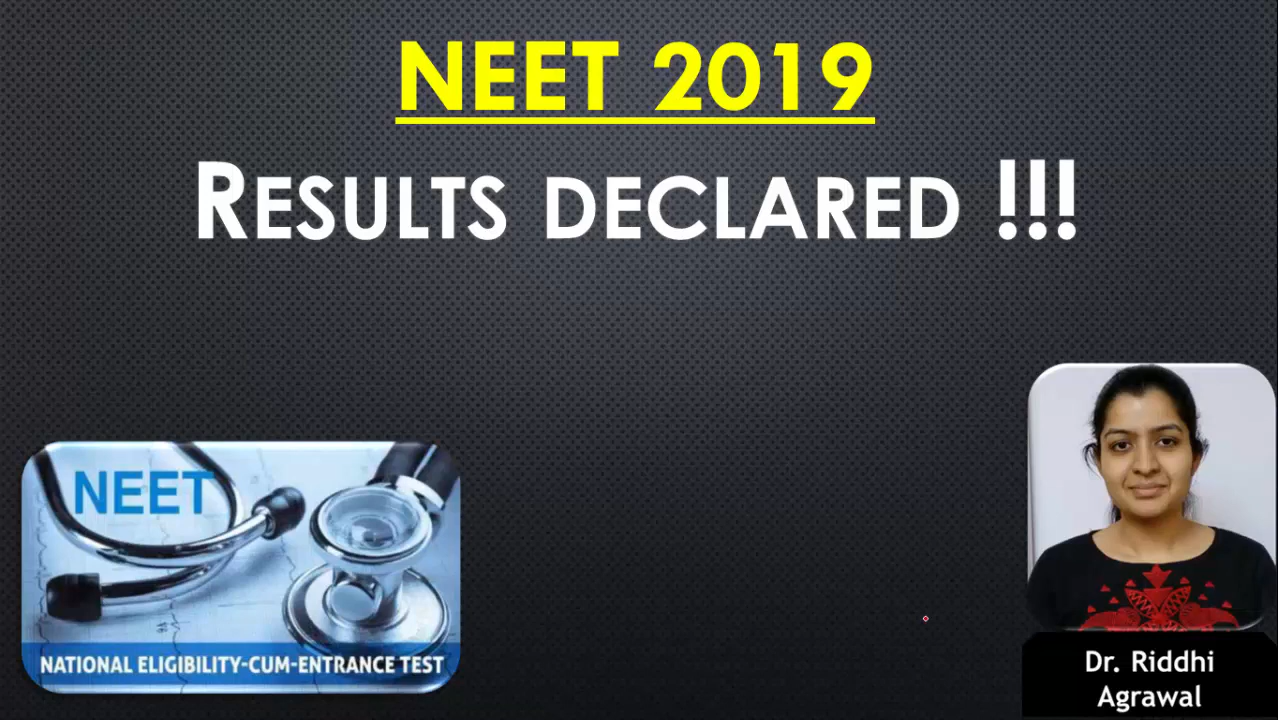 NEET 2019
RESULTS DECLARED !!!
NEET
NATIONAL ELIGIBILITY-CUM-ENTRANCE TEST
Dr. Riddhi
Agrawal